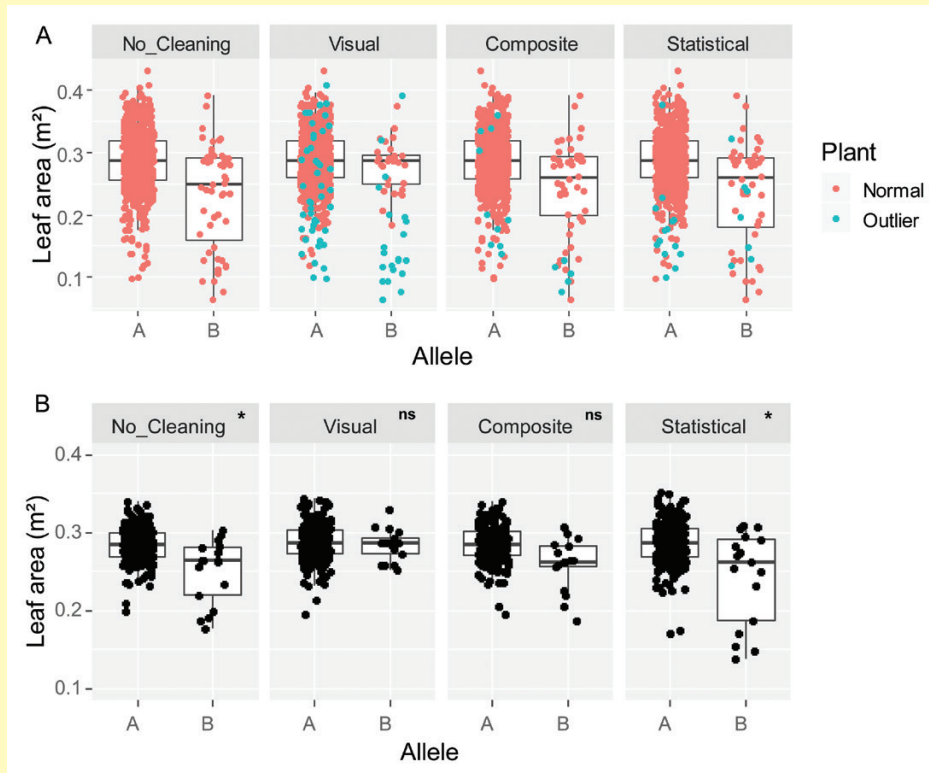 A
No_Cleaning Visual Composite Statistical
Leaf area (m²)
0.4
0.3
0.2
0.1
A B A B A B A B
Allele
Plant
Normal
Outlier
B
No_Cleaning * Visual ns Composite ns Statistical *
Leaf area (m²)
0.4
0.3
0.2
0.1
A B A B A B A B
Allele